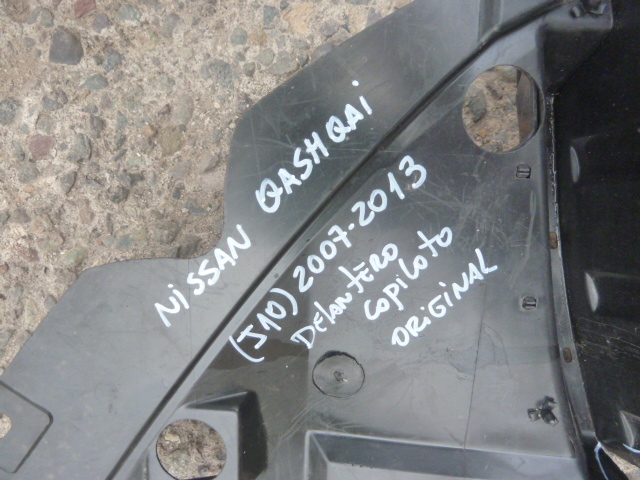 NISSAN QASHQAI
(J10) 2007-2013
DELANTERO
COPILOTO
ORIGINAL